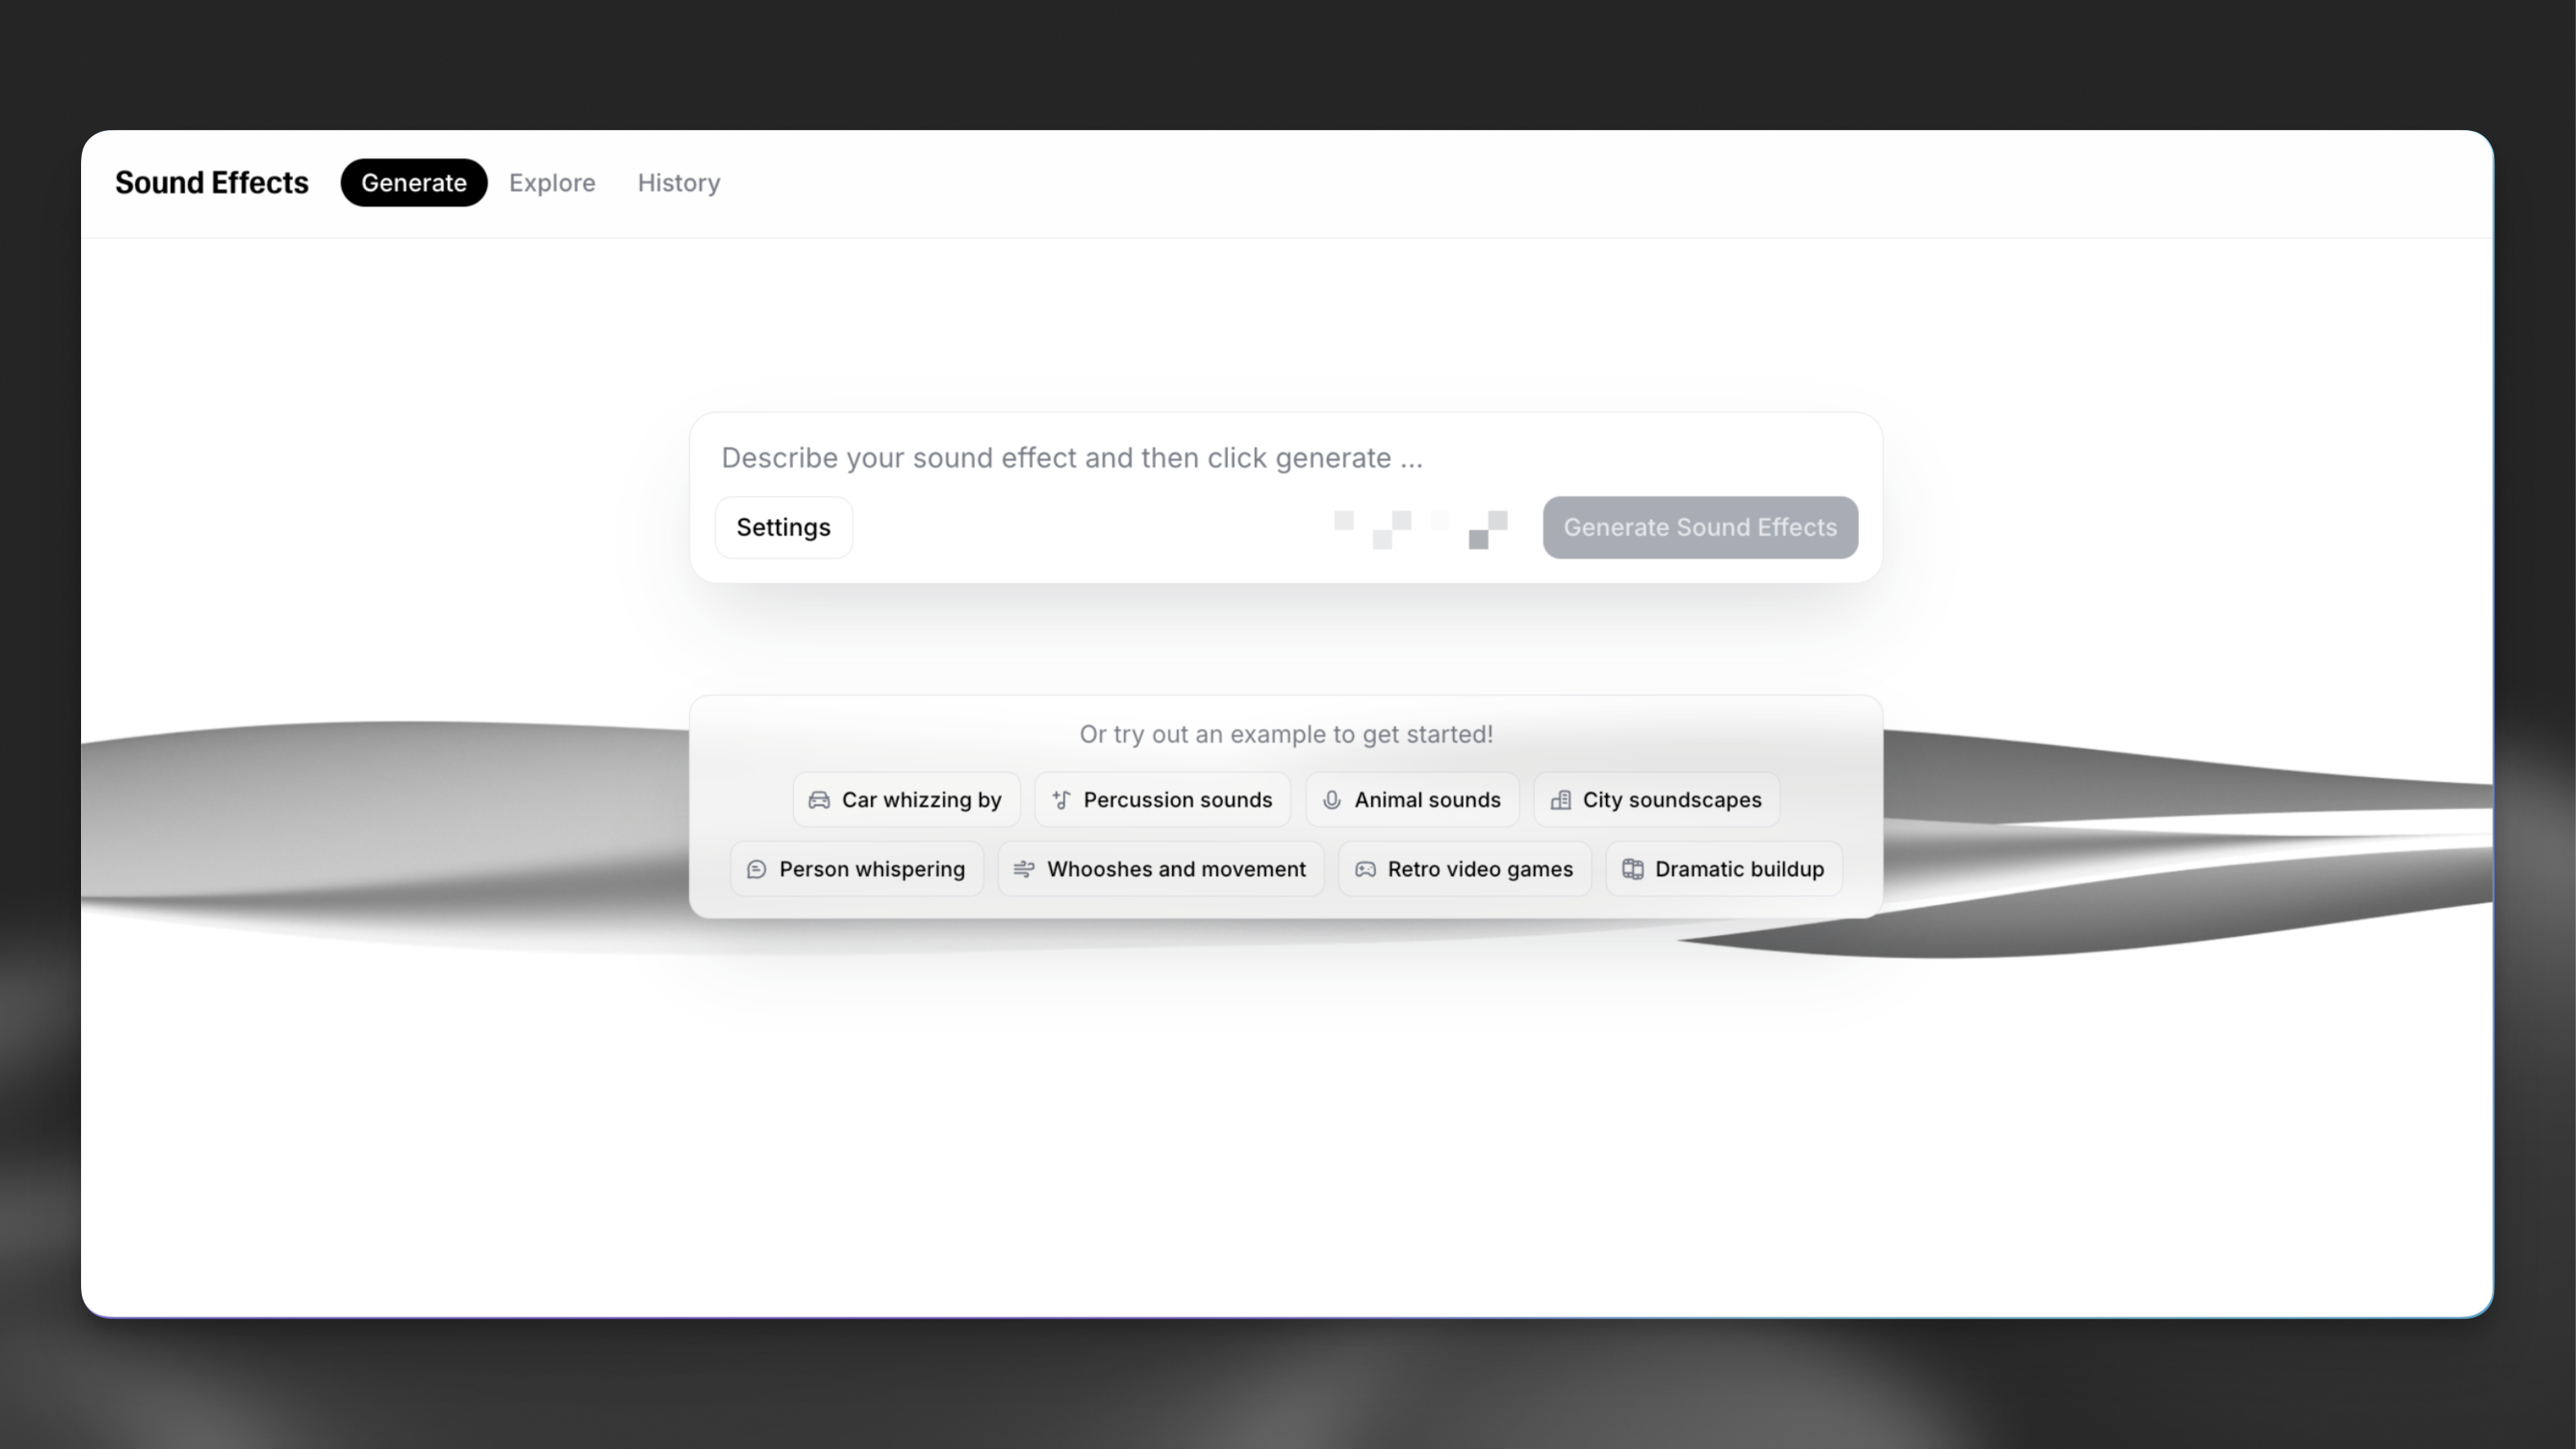 Sound Effects Generate Explore History
Describe your sound effect and then click generate ...
Settings Generate Sound Effects
Or try out an example to get started!
Car whizzing by Percussion sounds Animal sounds City soundscapes
Person whispering Whooshes and movement Retro video games Dramatic buildup